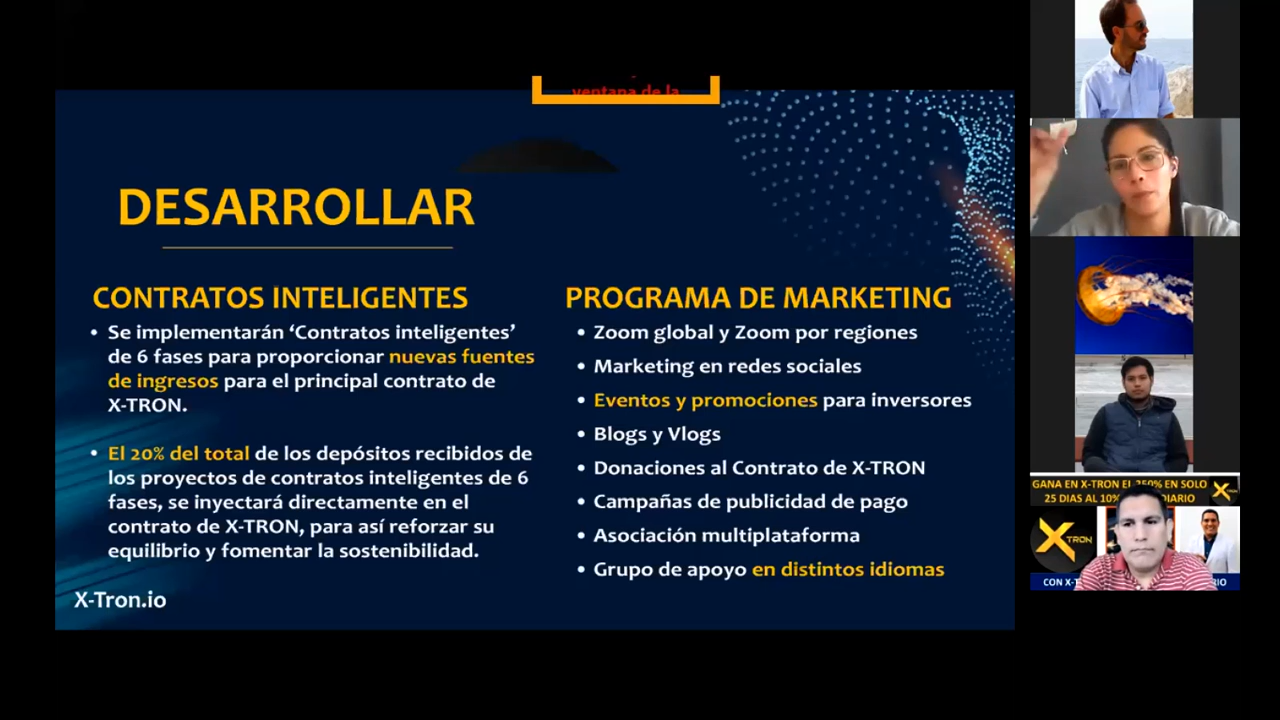 ventana de la
DESARROLLAR
CONTRATOS INTELIGENTES
• Se implementarán ‘Contratos inteligentes’
de 6 fases para proporcionar nuevas fuentes
de ingresos para el principal contrato de
X-TRON.
• El 20% del total de los depósitos recibidos de
los proyectos de contratos inteligentes de 6
fases, se inyectará directamente en el
contrato de X-TRON, para así reforzar su
equilibrio y fomentar la sostenibilidad.
X-Tron.io
PROGRAMA DE MARKETING
• Zoom global y Zoom por regiones
• Marketing en redes sociales
• Eventos y promociones para inversores
• Blogs y Vlogs
• Donaciones al Contrato de X-TRON
• Campañas de publicidad de pago
• Asociación multiplataforma
• Grupo de apoyo en distintos idiomas
GANA EN X-TRON EL 250% EN SOLO
25 DIAS AL 10% DIARIO
X TRON
CON X-T RIO